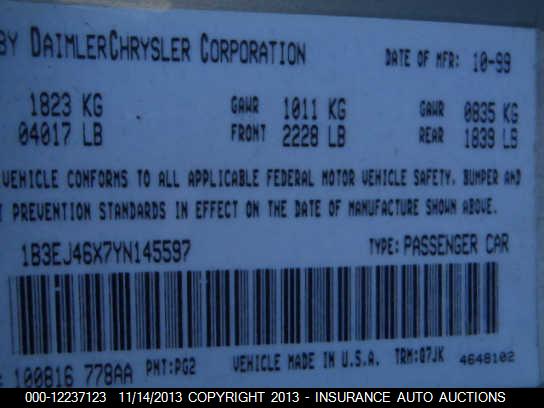 BY DAIMLERCHRYSLER CORPORATION DATE OF MFR: 10-99
1823 KG GAWR 1011 KG GAWR 0835 KG
04017 LB FRONT 2228 LB REAR 1839 LB
VEHICLE CONFORMS TO ALL APPLICABLE FEDERAL MOTOR VEHICLE SAFETY, BUMPER AND
T PREVENTION STANDARDS IN EFFECT ON THE DATE OF MANUFACTURE SHOWN ABOVE.
1B3EJ46X7YN145597 TYPE: PASSENGER CAR
: 100816 778AA PNT:PG2 VEHICLE MADE IN U.S.A. TRM:Q7JK 4648102
000-12237123 11/14/2013 COPYRIGHT 2013 - INSURANCE AUTO AUCTIONS